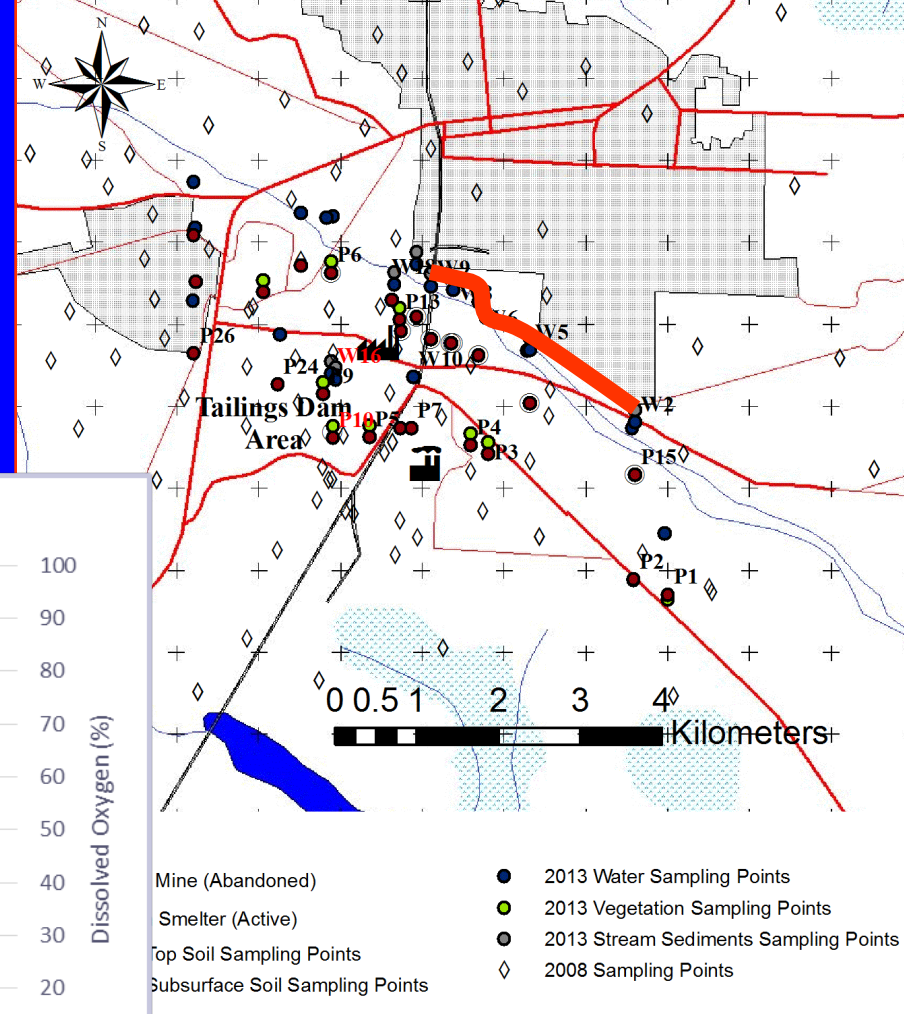 N
W
E
S
P6
W9
P13
W5
P26
W10
W16
P24
W2
Tailings Dam
Area
P10
P5
P7
P4
P3
P15
P2
P1
0 0.5 1 2 3 4
Kilometers
100
90
80
70
60
50
40
30
20
Dissolved Oxygen (%)
Mine (Abandoned)
Smelter (Active)
Top Soil Sampling Points
Subsurface Soil Sampling Points
2013 Water Sampling Points
2013 Vegetation Sampling Points
2013 Stream Sediments Sampling Points
2008 Sampling Points